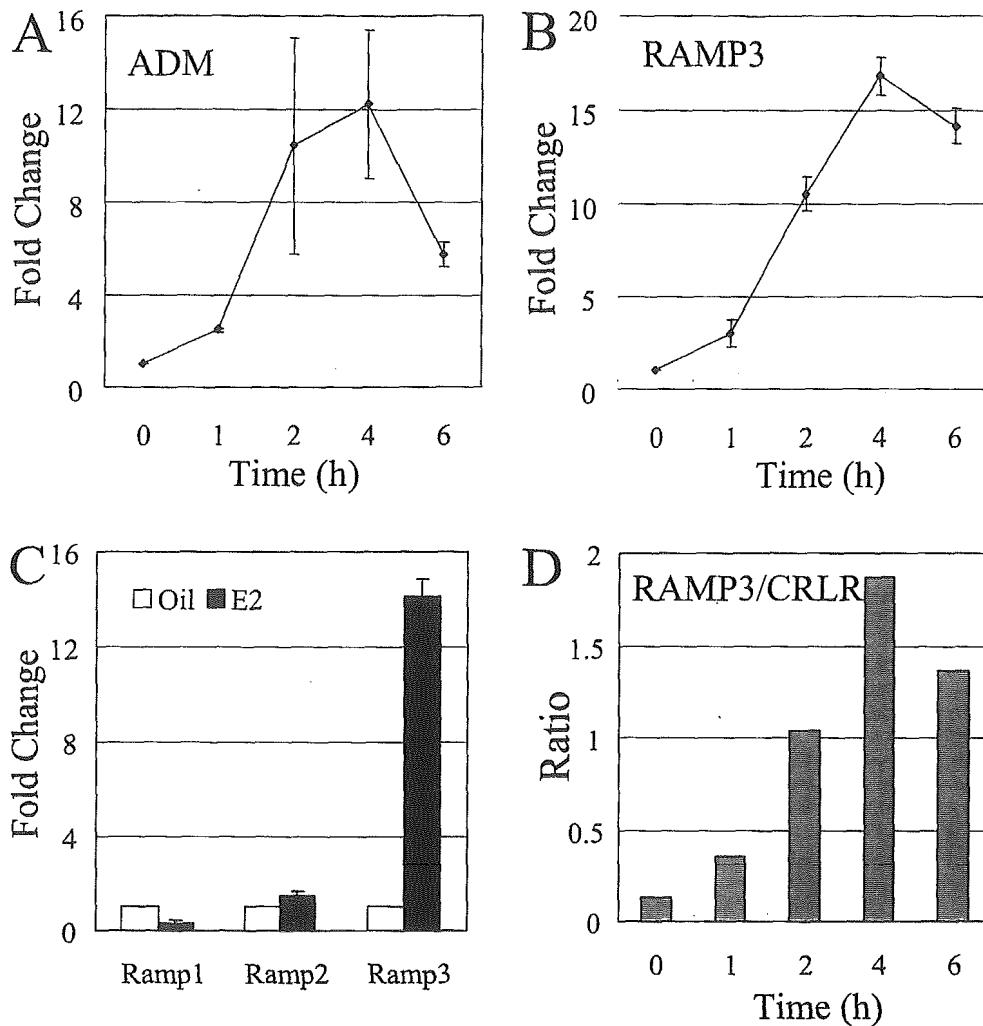 A
ADM
Fold Change
16
12
8
4
0
0 1 2 4 6
Time (h)
B
RAMP3
Fold Change
20
15
10
5
0
0 1 2 4 6
Time (h)
C
Oil E2
Fold Change
16
12
8
4
0
Ramp1 Ramp2 Ramp3
D
RAMP3/CRLR
Ratio
2
1.5
1
0.5
0
0 1 2 4 6
Time (h)